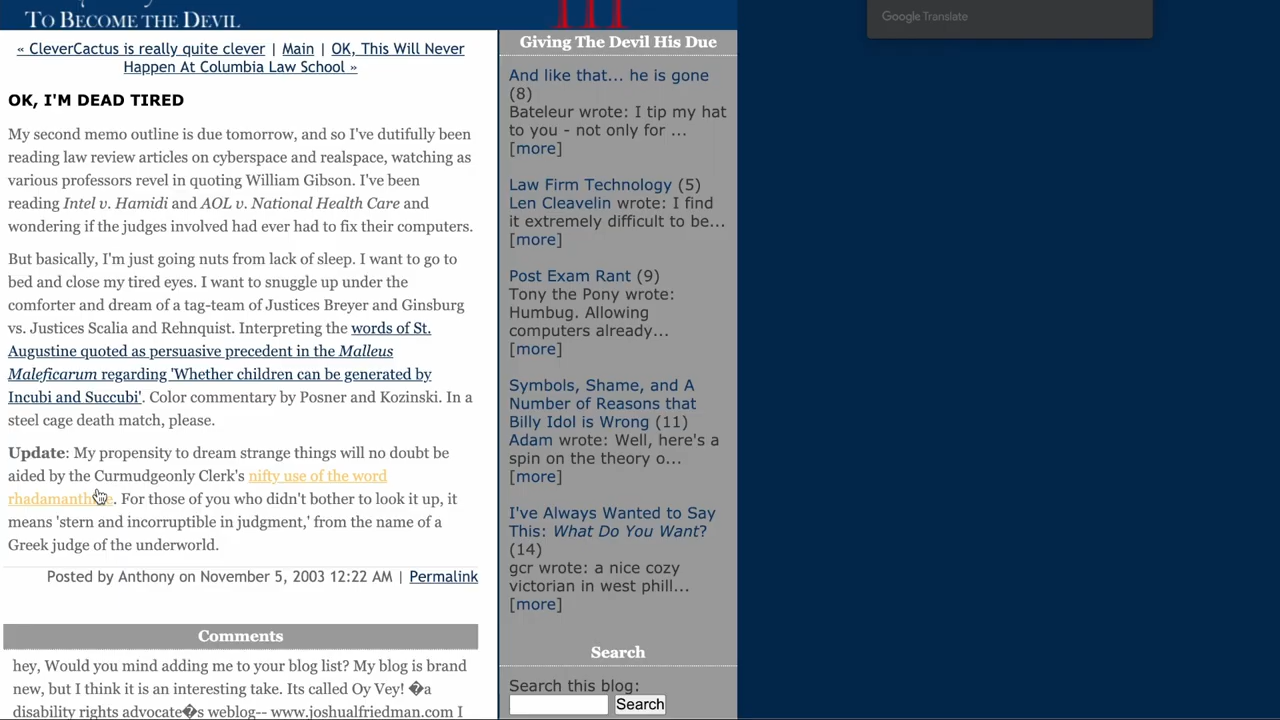 To Become the Devil
« CleverCactus is really quite clever | Main | OK, This Will Never
Happen At Columbia Law School »
OK, I'M DEAD TIRED
My second memo outline is due tomorrow, and so I've dutifully been
reading law review articles on cyberspace and realspace, watching as
various professors revel in quoting William Gibson. I've been
reading Intel v. Hamidi and AOL v. National Health Care and
wondering if the judges involved had ever had to fix their computers.
But basically, I'm just going nuts from lack of sleep. I want to go to
bed and close my tired eyes. I want to snuggle up under the
comforter and dream of a tag-team of Justices Breyer and Ginsburg
vs. Justices Scalia and Rehnquist. Interpreting the words of St.
Augustine quoted as persuasive precedent in the Malleus
Maleficarum regarding 'Whether children can be generated by
Incubi and Succubi'. Color commentary by Posner and Kozinski. In a
steel cage death match, please.
Update: My propensity to dream strange things will no doubt be
aided by the Curmudgeonly Clerk's nifty use of the word
. For those of you who didn't bother to look it up, it
means 'stern and incorruptible in judgment,' from the name of a
Greek judge of the underworld.
Posted by Anthony on November 5, 2003 12:22 AM | Permalink
Comments
hey, Would you mind adding me to your blog list? My blog is brand
new, but I think it is an interesting take. Its called Oy Vey! �a
disability rights advocate�s weblog-- www.joshualfriedman.com I
Giving The Devil His Due
And like that... he is gone
(8)
Bateleur wrote: I tip my hat
to you - not only for ...
[more]
Law Firm Technology (5)
Len Cleavelin wrote: I find
it extremely difficult to be...
[more]
Post Exam Rant (9)
Tony the Pony wrote:
Humbug. Allowing
computers already...
[more]
Symbols, Shame, and A
Number of Reasons that
Billy Idol is Wrong (11)
Adam wrote: Well, here's a
spin on the theory o...
[more]
I've Always Wanted to Say
This: What Do You Want?
(14)
gcr wrote: a nice cozy
victorian in west phill...
[more]
Search
Search this blog:
Search
Google Translate